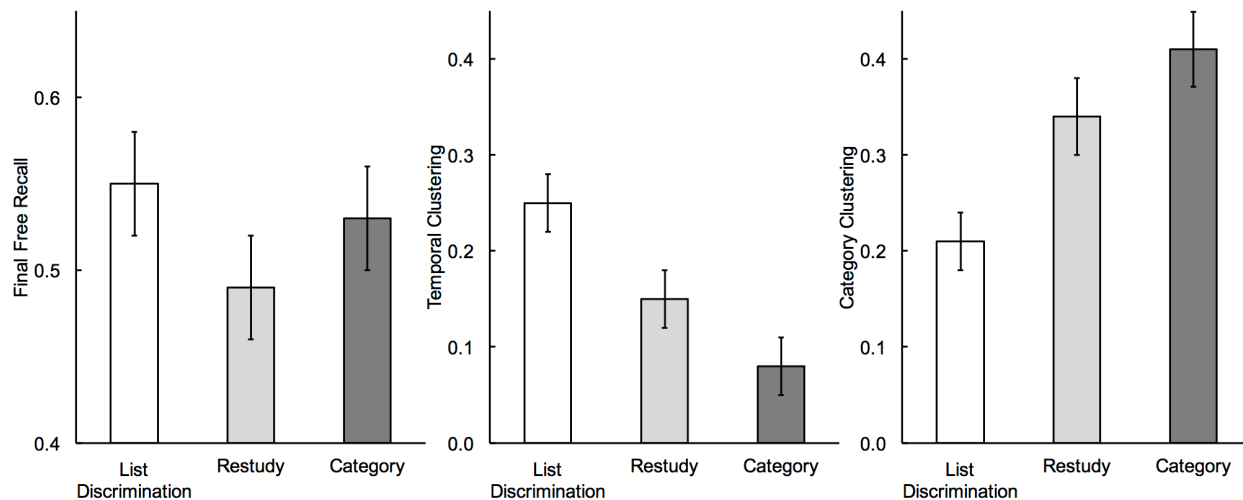 Final Free Recall
0.6
0.5
0.4
List
Discrimination
Restudy
Category
Temporal Clustering
0.4
0.3
0.2
0.1
0.0
List
Discrimination
Restudy
Category
Category Clustering
0.4
0.3
0.2
0.1
0.0
List
Discrimination
Restudy
Category